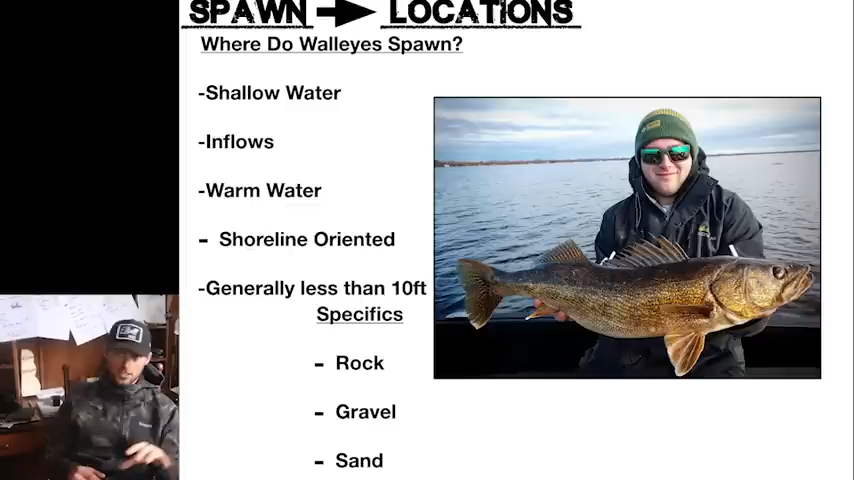 SPAWN LOCATIONS
Where Do Walleyes Spawn?
-Shallow Water
-Inflows
-Warm Water
- Shoreline Oriented
-Generally less than 10ft
Specifics
- Rock
- Gravel
- Sand